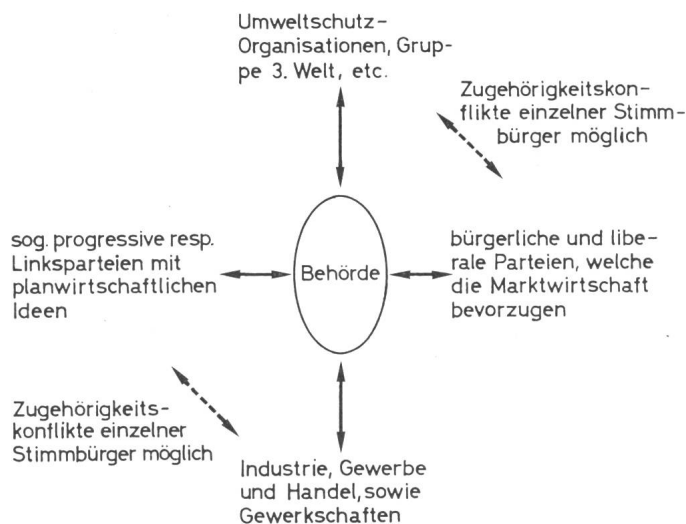 Umweltschutz-
Organisationen, Grup-
pe 3. Welt, etc.
Zugehörigkeitskon-
flikte einzelner Stimm-
bürger möglich
sog. progressive resp.
Linksparteien mit
planwirtschaftlichen
Ideen
Behörde
bürgerliche und libe-
rale Parteien, welche
die Marktwirtschaft
bevorzugen
Zugehörigkeits-
konflikte einzelner
Stimmbürger möglich
Industrie, Gewerbe
und Handel, sowie
Gewerkschaften